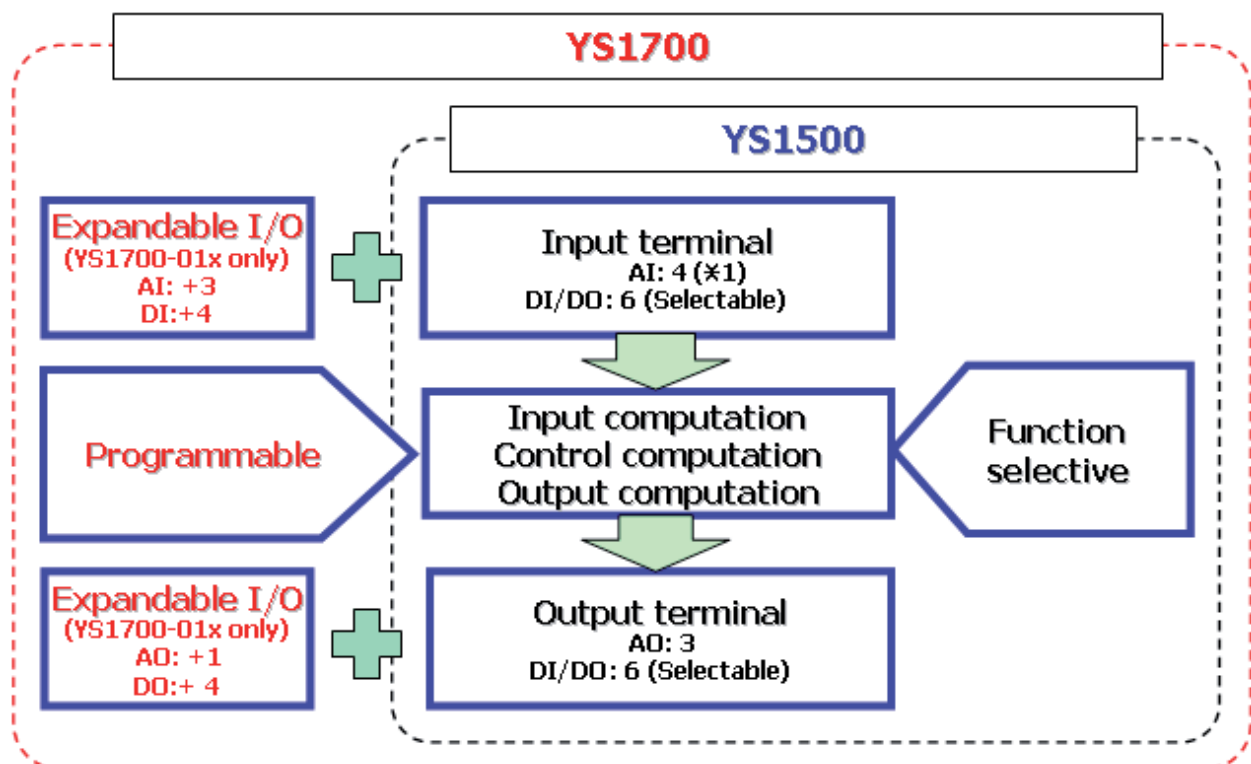 YS1700
YS1500
Expandable I/O
(YS1700-01x only)
AI: +3
DI:+4
Input terminal
AI: 4 (※1)
DI/DO: 6 (Selectable)
Programmable
Input computation
Control computation
Output computation
Function
selective
Expandable I/O
(YS1700-01x only)
AO: +1
DO:+ 4
Output terminal
AO: 3
DI/DO: 6 (Selectable)